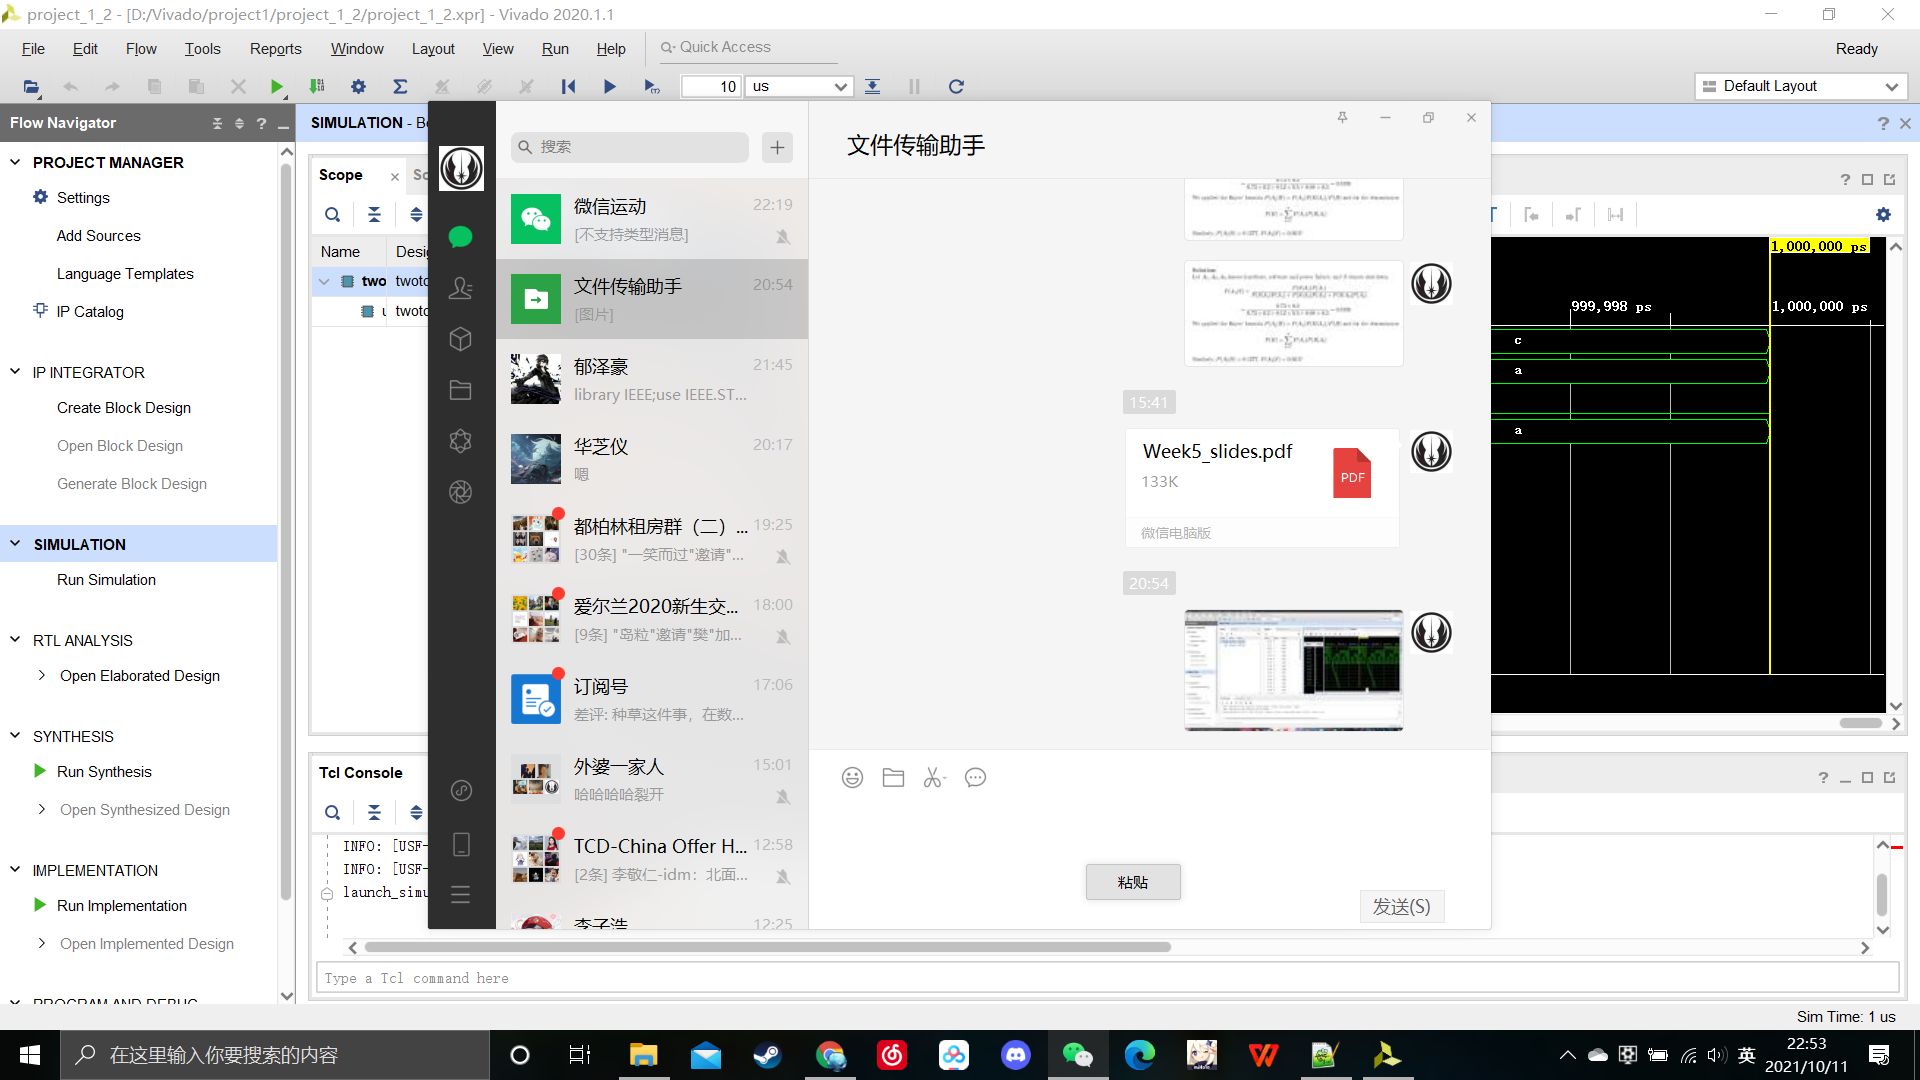 project_1_2 - [D:/Vivado/project1/project_1_2/project_1_2.xpr] - Vivado 2020.1.1
File Edit Flow Tools Reports Window Layout View Run Help
Quick Access
Ready
10 us
Default Layout
Flow Navigator
? _
PROJECT MANAGER
Settings
Add Sources
Language Templates
IP Catalog
IP INTEGRATOR
Create Block Design
Open Block Design
Generate Block Design
SIMULATION
Run Simulation
RTL ANALYSIS
Open Elaborated Design
SYNTHESIS
Run Synthesis
Open Synthesized Design
IMPLEMENTATION
Run Implementation
Open Implemented Design
PROGRAM AND DEBUG
SIMULATION
Scope
Name
two twoto
twoto
搜索
微信运动 22:19
[不支持类型消息]
文件传输助手 20:54
[图片]
郁泽豪 21:45
library IEEE;use IEEE.ST...
华芝仪 20:17
嗯
都柏林租房群（二）... 19:25
[30条] "一笑而过"邀请"...
爱尔兰2020新生交... 18:00
[9条] "岛粒"邀请"樊"加...
订阅号 17:06
差评: 种草这件事，在数...
外婆一家人 15:01
哈哈哈哈裂开
TCD-China Offer H... 12:58
[2条] 李敬仁-idm：北面...
李子浩 12:25
文件传输助手
15:41
Week5_slides.pdf
133K
PDF
微信电脑版
20:54
粘贴
发送(S)
1,000,000 ps
999,998 ps
1,000,000 ps
c
a
a
Tcl Console
INFO: [USF-
INFO: [USF-
launch_simu
Type a Tcl command here
Sim Time: 1 us
在这里输入你要搜索的内容
英
22:53
2021/10/11